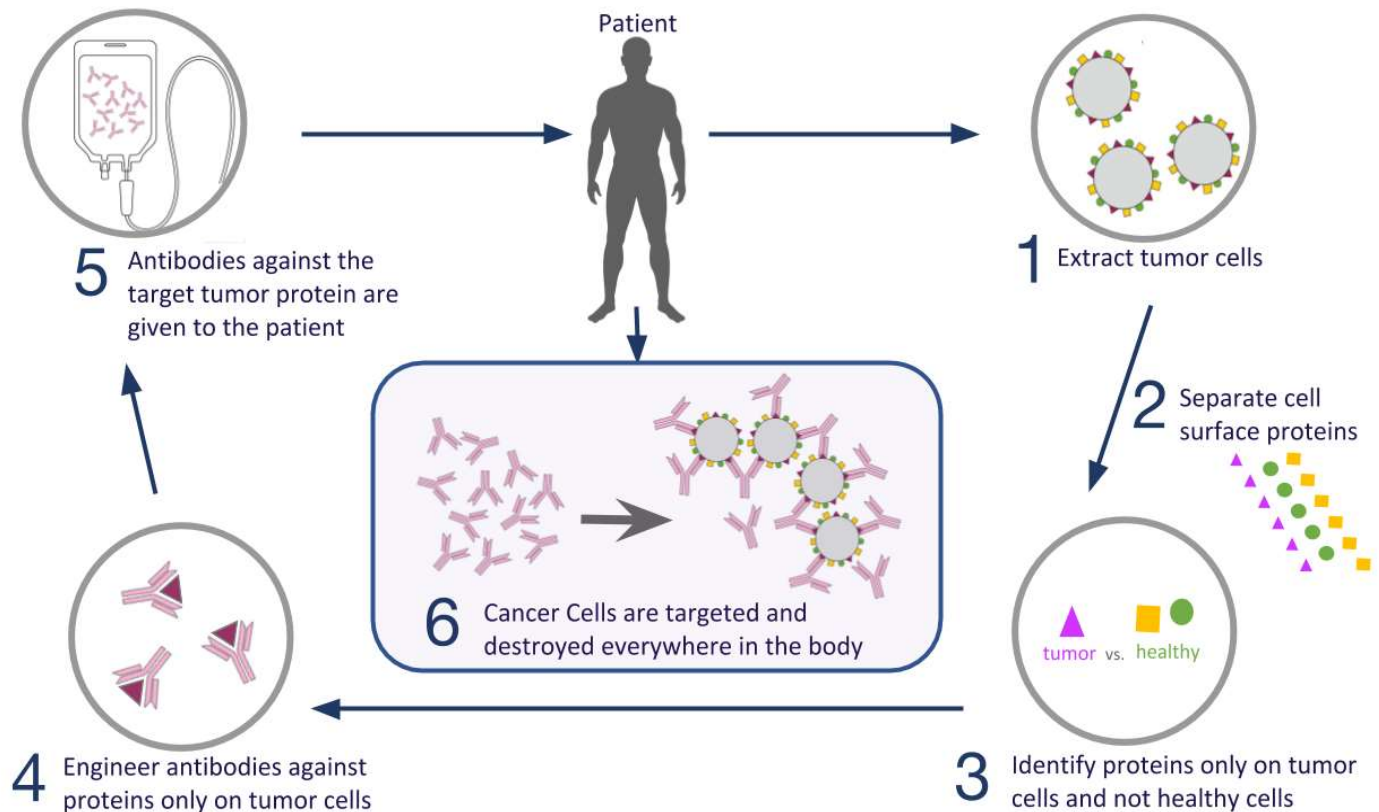 Patient
1 Extract tumor cells
2 Separate cell
surface proteins
tumor vs. healthy
3 Identify proteins only on tumor
cells and not healthy cells
4 Engineer antibodies against
proteins only on tumor cells
5 Antibodies against the
target tumor protein are
given to the patient
6 Cancer Cells are targeted and
destroyed everywhere in the body